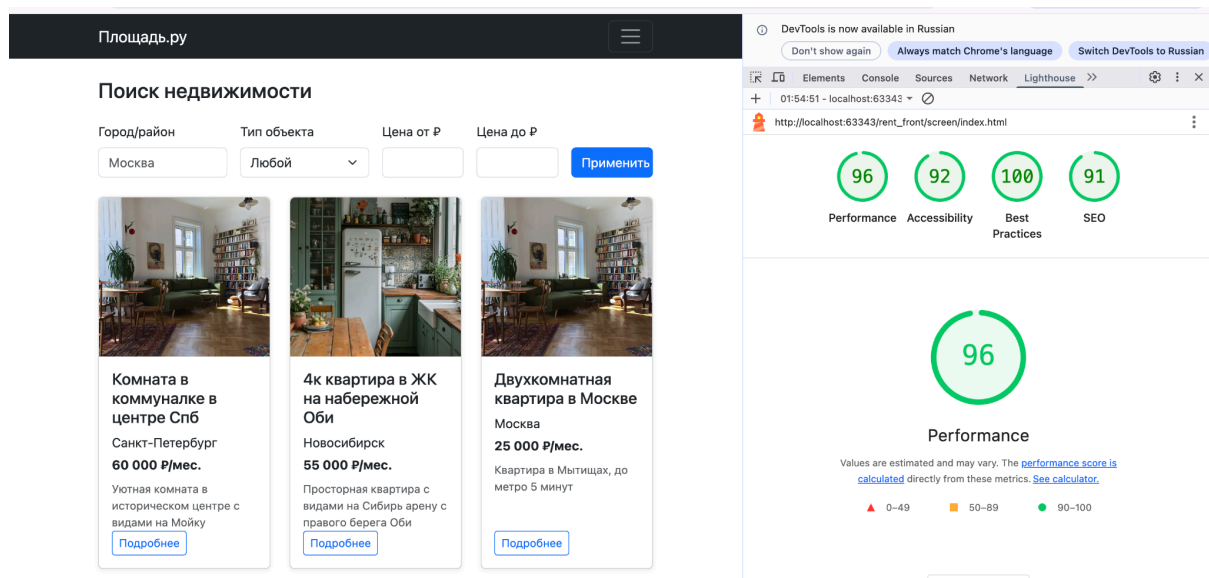 Площадь.ру
Поиск недвижимости
Город/район
Тип объекта
Цена от ₽
Цена до ₽
Москва
Любой
Применить
Комната в
коммуналке в
центре Спб
Санкт-Петербург
60 000 ₽/мес.
Уютная комната в
историческом центре с
видами на Мойку
Подробнее
4к квартира в ЖК
на набережной
Оби
Новосибирск
55 000 ₽/мес.
Просторная квартира с
видами на Сибирь арену с
правого берега Оби
Подробнее
Двухкомнатная
квартира в Москве
Москва
25 000 ₽/мес.
Квартира в Мытищах, до
метро 5 минут
Подробнее
DevTools is now available in Russian
Don't show again
Always match Chrome's language
Switch DevTools to Russian
Elements
Console
Sources
Network
Lighthouse
01:54:51 - localhost:63343
http://localhost:63343/rent_front/screen/index.html
96
92
100
91
Performance
Accessibility
Best
Practices
SEO
96
Performance
Values are estimated and may vary. The performance score is
calculated directly from these metrics. See calculator.
0–49
50–89
90–100